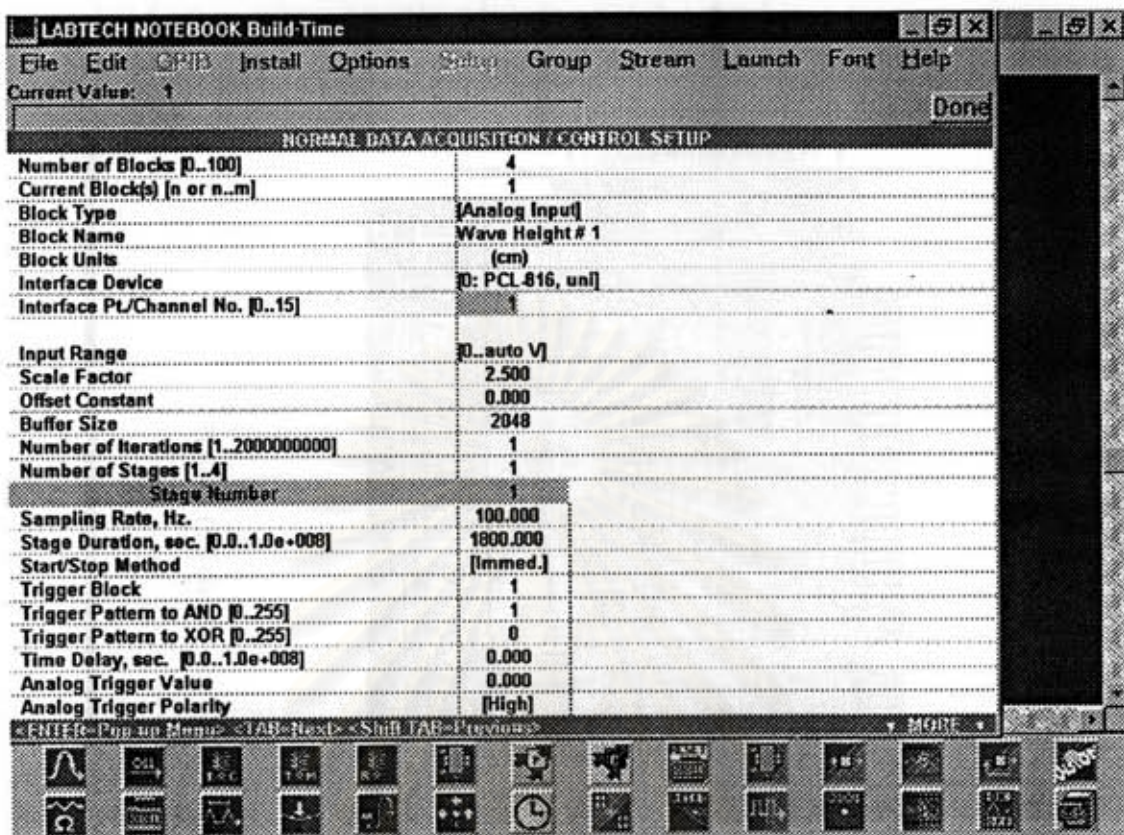 LABTECH NOTEBOOK Build-Time
File Edit GPIB Install Options Setup Group Stream Launch Font Help
Current Value: 1
Done
NORMAL DATA ACQUISITION / CONTROL SETUP
Number of Blocks [0..100] 4
Current Block(s) [n or n..m] 1
Block Type [Analog Input]
Block Name Wave Height # 1
Block Units (cm)
Interface Device [0: PCL-816, uni]
Interface Pt./Channel No. [0..15] 1
Input Range [0..auto V]
Scale Factor 2.500
Offset Constant 0.000
Buffer Size 2048
Number of Iterations [1..2000000000] 1
Number of Stages [1..4] 1
Stage Number 1
Sampling Rate, Hz. 100.000
Stage Duration, sec. [0.0..1.0e+008] 1800.000
Start/Stop Method [Immed.]
Trigger Block 1
Trigger Pattern to AND [0..255] 1
Trigger Pattern to XOR [0..255] 0
Time Delay, sec. [0.0..1.0e+008] 0.000
Analog Trigger Value 0.000
Analog Trigger Polarity [High]
<ENTER=Pop-up Menu> <TAB=Next> <Shift TAB=Previous> ▼ MORE ▼